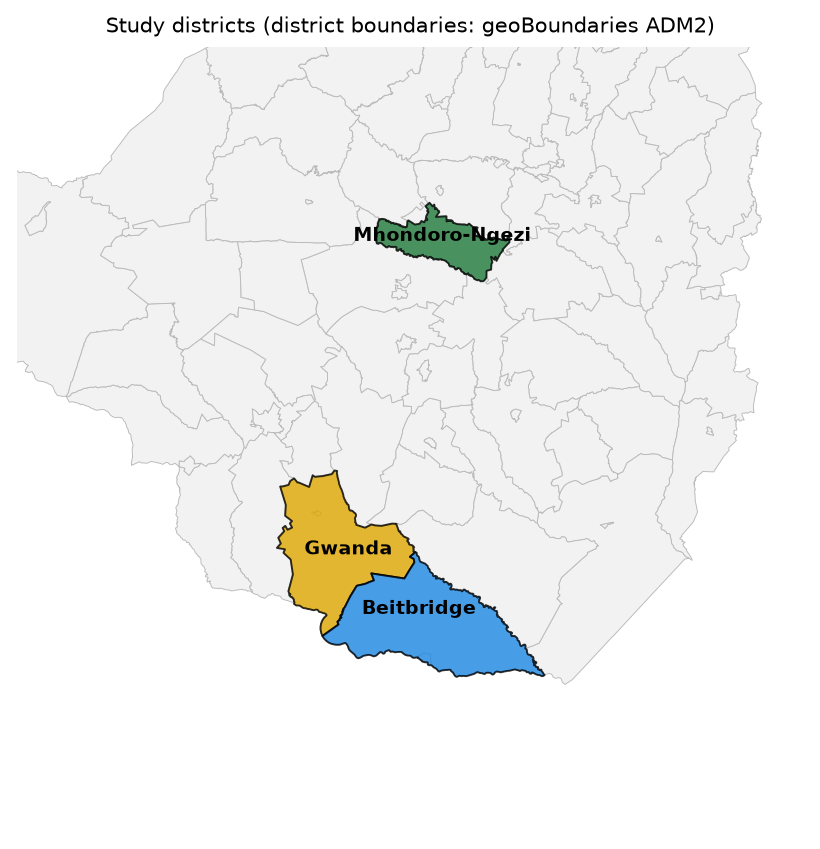 Study districts (district boundaries: geoBoundaries ADM2)
Mhondoro-Ngezi
Gwanda
Beitbridge